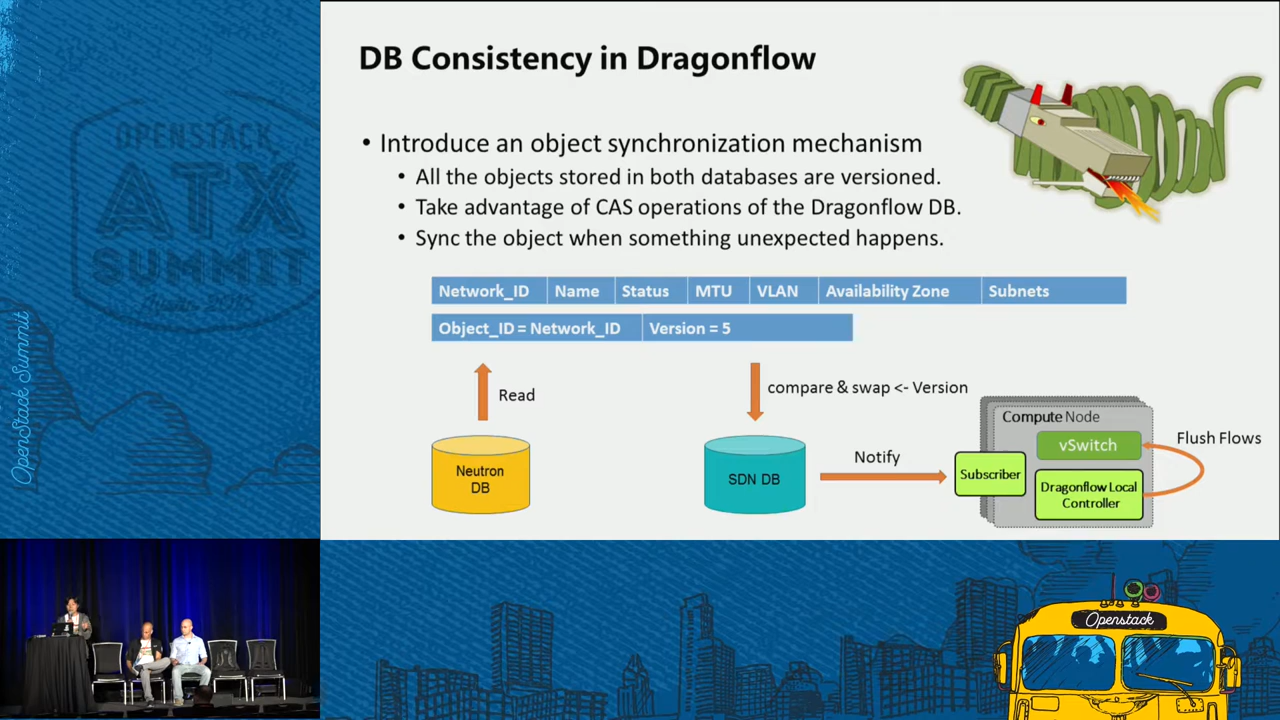 DB Consistency in Dragonflow
• Introduce an object synchronization mechanism
• All the objects stored in both databases are versioned.
• Take advantage of CAS operations of the Dragonflow DB.
• Sync the object when something unexpected happens.
Network_ID Name Status MTU VLAN Availability Zone Subnets
Object_ID = Network_ID Version = 5
Read
compare & swap <- Version
Neutron
DB
SDN DB
Notify
Compute Node
vSwitch
Subscriber
Dragonflow Local
Controller
Flush Flows
OPENSTACK
ATX
SUMMIT
OpenStack Summit
Openstack